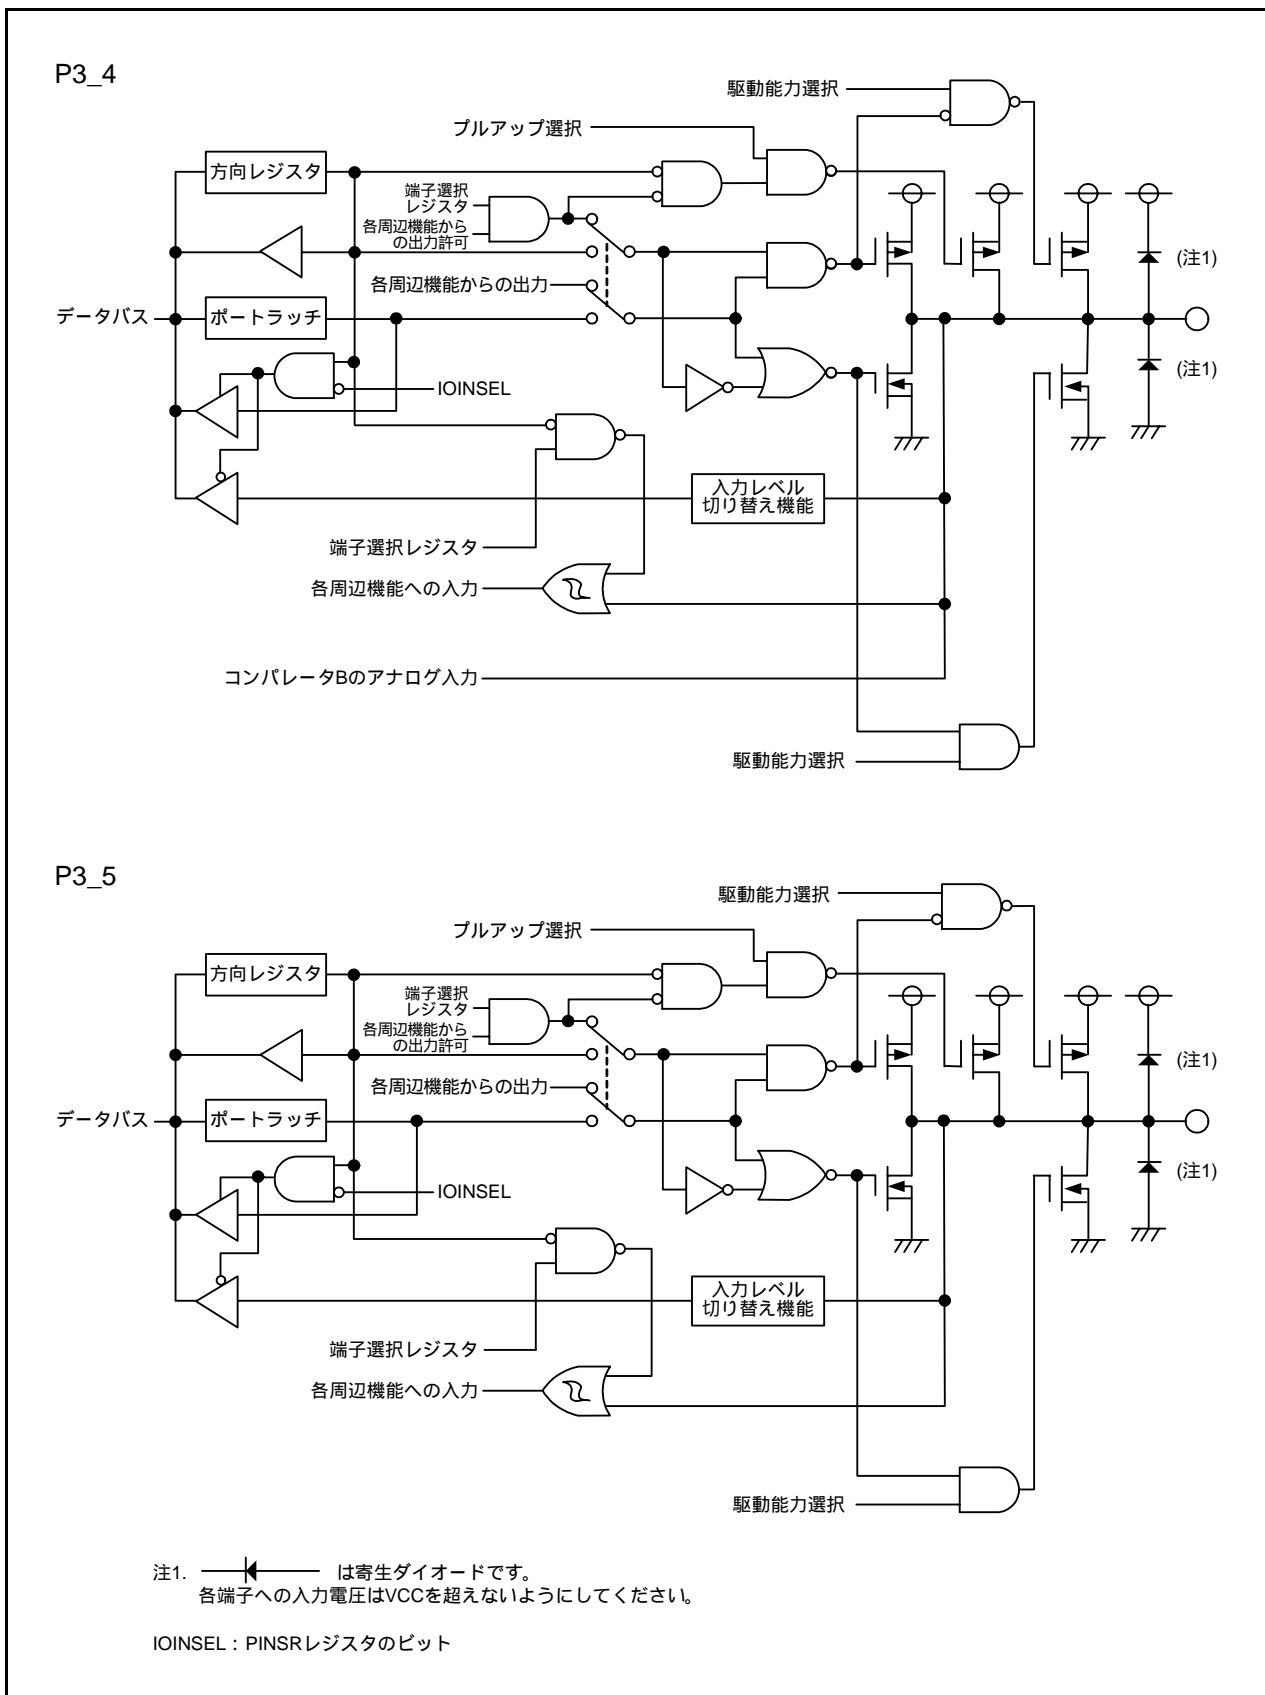 P3_4
駆動能力選択
プルアップ選択
方向レジスタ
端子選択
レジスタ
各周辺機能から
の出力許可
各周辺機能からの出力
(注1)
データバス
ポートラッチ
(注1)
IOINSEL
入力レベル
切り替え機能
端子選択レジスタ
各周辺機能への入力
コンパレータBのアナログ入力
駆動能力選択
P3_5
駆動能力選択
プルアップ選択
方向レジスタ
端子選択
レジスタ
各周辺機能から
の出力許可
各周辺機能からの出力
(注1)
データバス
ポートラッチ
(注1)
IOINSEL
入力レベル
切り替え機能
端子選択レジスタ
各周辺機能への入力
駆動能力選択
注1. は寄生ダイオードです。
各端子への入力電圧はVCCを超えないようにしてください。
IOINSEL：PINSRレジスタのビット